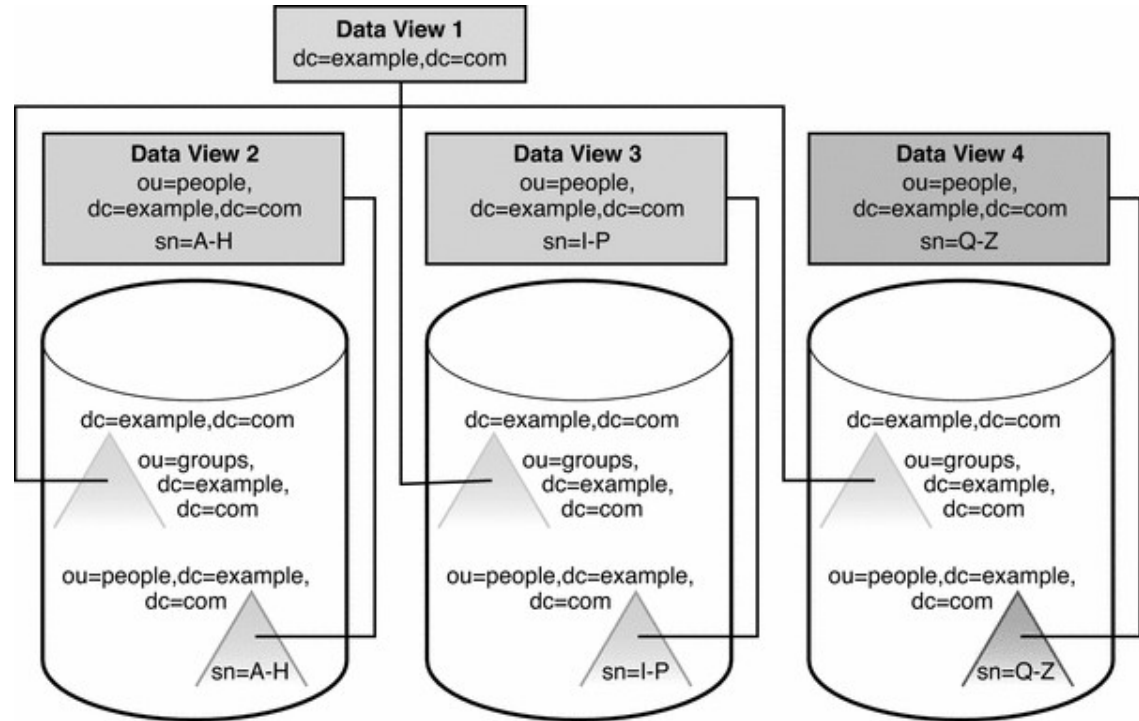 Data View 1
dc=example,dc=com
Data View 2
ou=people,
dc=example,dc=com
sn=A-H
Data View 3
ou=people,
dc=example,dc=com
sn=I-P
Data View 4
ou=people,
dc=example,dc=com
sn=Q-Z
dc=example,dc=com
ou=groups,
dc=example,
dc=com
ou=people,dc=example,
dc=com
sn=A-H
dc=example,dc=com
ou=groups,
dc=example,
dc=com
ou=people,dc=example,
dc=com
sn=I-P
dc=example,dc=com
ou=groups,
dc=example,
dc=com
ou=people,dc=example,
dc=com
sn=Q-Z